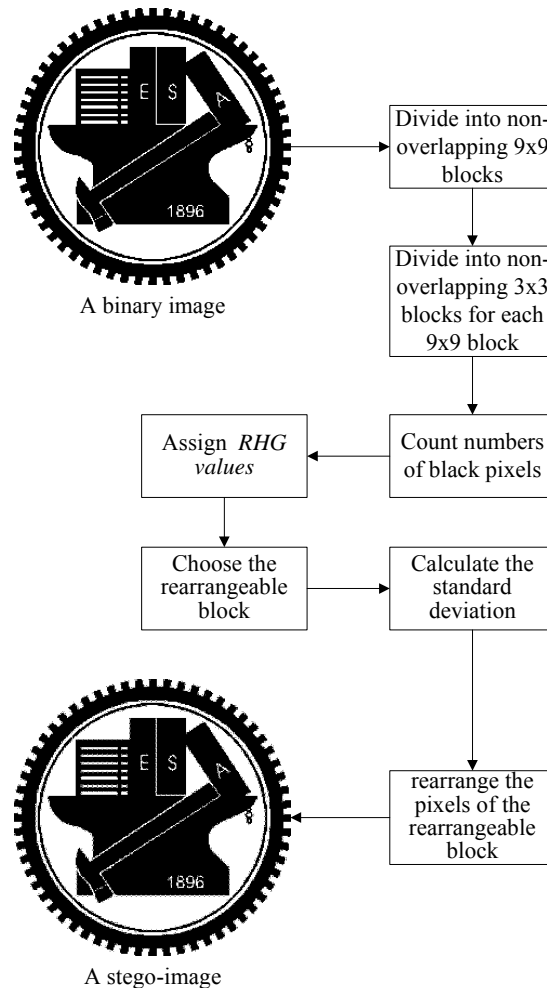 E S A
1896
A binary image
Divide into non-
overlapping 9x9
blocks
Divide into non-
overlapping 3x3
blocks for each
9x9 block
Count numbers
of black pixels
Assign RHG
values
Choose the
rearrangeable
block
Calculate the
standard
deviation
rearrange the
pixels of the
rearrangeable
block
E S A
1896
A stego-image